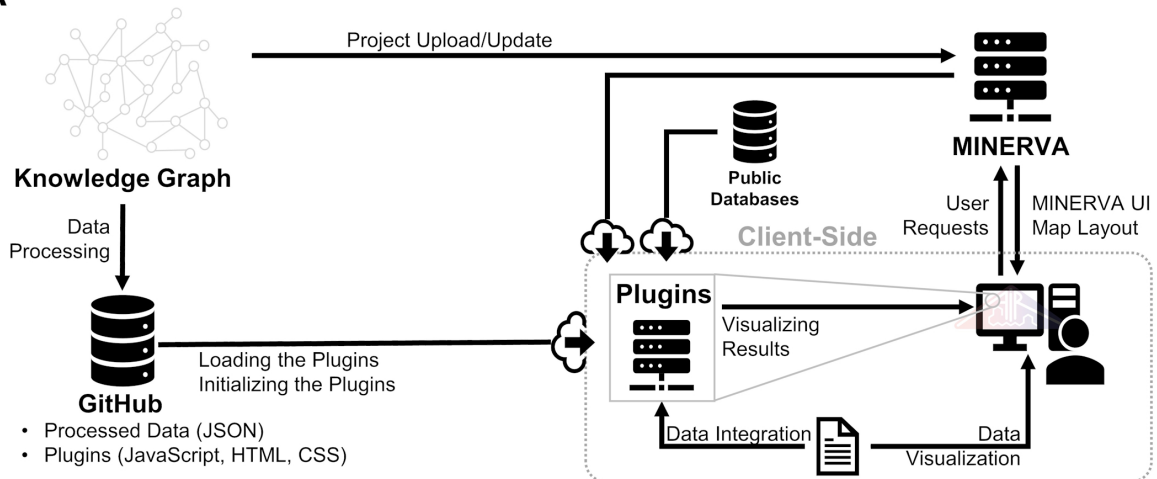 Project Upload/Update
MINERVA
Knowledge Graph
Public
Databases
Data
Processing
User
Requests
MINERVA UI
Map Layout
Client-Side
Plugins
Visualizing
Results
Loading the Plugins
Initializing the Plugins
GitHub
• Processed Data (JSON)
• Plugins (JavaScript, HTML, CSS)
Data Integration
Data
Visualization